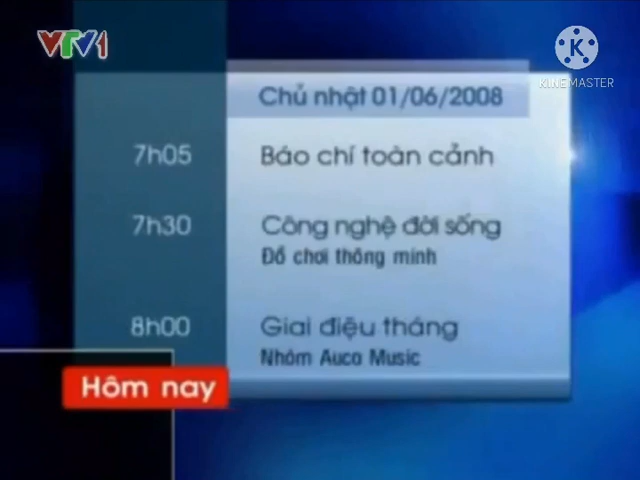 VTV1
KINEMASTER
Chủ nhật 01/06/2008
7h05 Báo chí toàn cảnh
7h30 Công nghệ đời sống
Đồ chơi thông minh
8h00 Giai điệu tháng
Nhóm Auco Music
Hôm nay